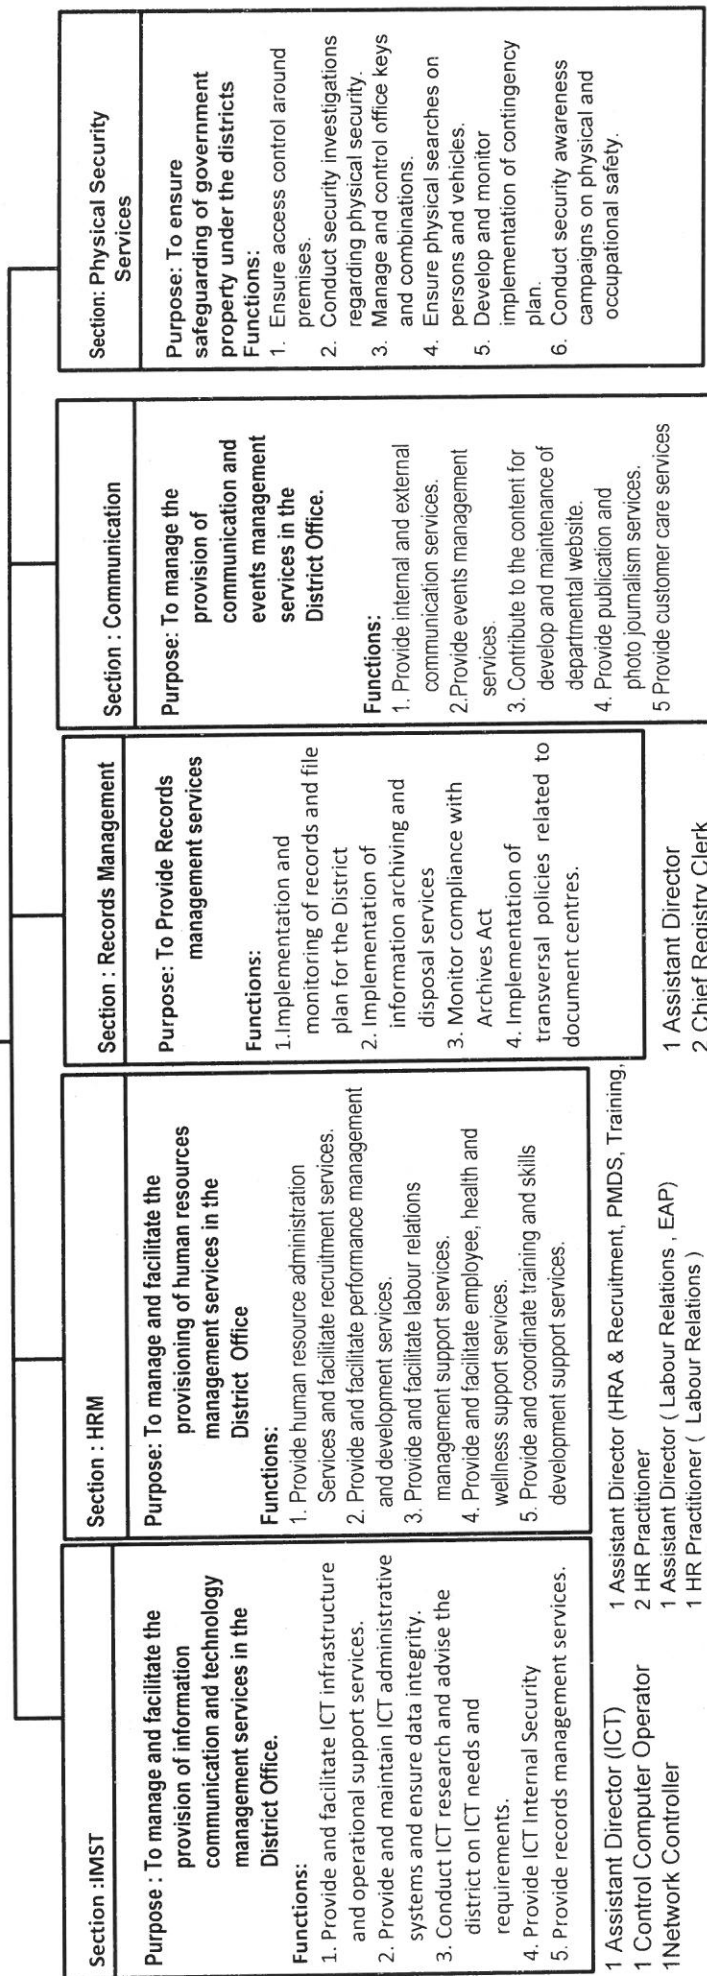 Section :IMST
Purpose : To manage and facilitate the
provision of information
communication and technology
management services in the
District Office.
Functions:
1. Provide and facilitate ICT infrastructure
and operational support services.
2. Provide and maintain ICT administrative
systems and ensure data integrity.
3. Conduct ICT research and advise the
district on ICT needs and
requirements.
4. Provide ICT Internal Security
5. Provide records management services.
1 Assistant Director (ICT)
1 Control Computer Operator
1Network Controller
Section : HRM
Purpose: To manage and facilitate the
provisioning of human resources
management services in the
District Office
Functions:
1. Provide human resource administration
Services and facilitate recruitment services.
2. Provide and facilitate performance management
and development services.
3. Provide and facilitate labour relations
management support services.
4. Provide and facilitate employee, health and
wellness support services.
5. Provide and coordinate training and skills
development support services.
1 Assistant Director (HRA & Recruitment, PMDS, Training,
2 HR Practitioner
1 Assistant Director ( Labour Relations , EAP)
1 HR Practitioner ( Labour Relations )
Section : Records Management
Purpose: To Provide Records
management services
Functions:
1.Implementation and
monitoring of records and file
plan for the District
2. Implementation of
information archiving and
disposal services
3. Monitor compliance with
Archives Act
4. Implementation of
transversal policies related to
document centres.
1 Assistant Director
2 Chief Registry Clerk
Section : Communication
Purpose: To manage the
provision of
communication and
events management
services in the
District Office.
Functions:
1. Provide internal and external
communication services.
2.Provide events management
services.
3. Contribute to the content for
develop and maintenance of
departmental website.
4. Provide publication and
photo journalism services.
5 Provide customer care services
Section: Physical Security
Services
Purpose: To ensure
safeguarding of government
property under the districts
Functions:
1. Ensure access control around
premises.
2. Conduct security investigations
regarding physical security.
3. Manage and control office keys
and combinations.
4. Ensure physical searches on
persons and vehicles.
5. Develop and monitor
implementation of contingency
plan.
6. Conduct security awareness
campaigns on physical and
occupational safety.